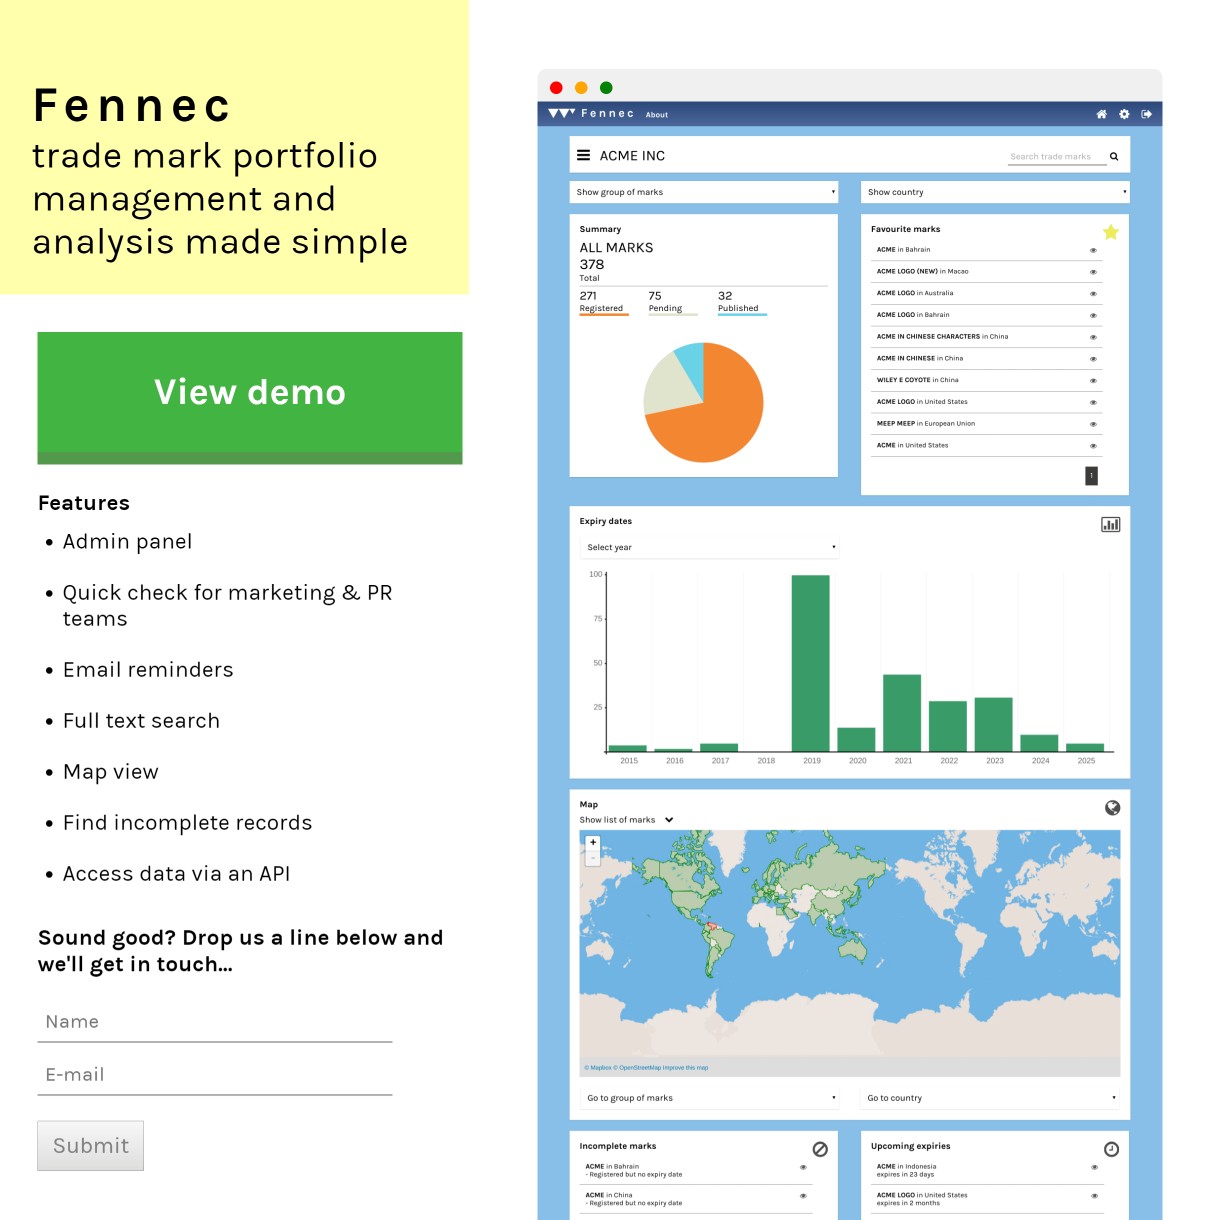 Fennec
trade mark portfolio
management and
analysis made simple
View demo
Features
Admin panel
Quick check for marketing & PR
teams
Email reminders
Full text search
Map view
Find incomplete records
Access data via an API
Sound good? Drop us a line below and
we'll get in touch...
Name
E-mail
Submit
Fennec About
ACME INC
Search trade marks
Show group of marks
Show country
Summary
ALL MARKS
378
Total
271 75 32
Registered Pending Published
Favourite marks
ACME in Bahrain
ACME LOGO (NEW) in Macao
ACME LOGO in Australia
ACME LOGO in Bahrain
ACME IN CHINESE CHARACTERS in China
ACME IN CHINESE in China
WILEY E COYOTE in China
ACME LOGO in United States
MEEP MEEP in European Union
ACME in United States
1
Expiry dates
Select year
100
75
50
25
2015 2016 2017 2018 2019 2020 2021 2022 2023 2024 2025
Map
Show list of marks
+
-
© Mapbox © OpenStreetMap Improve this map
Go to group of marks
Go to country
Incomplete marks
ACME in Bahrain
- Registered but no expiry date
ACME in China
- Registered but no expiry date
Upcoming expiries
ACME in Indonesia
expires in 23 days
ACME LOGO in United States
expires in 2 months